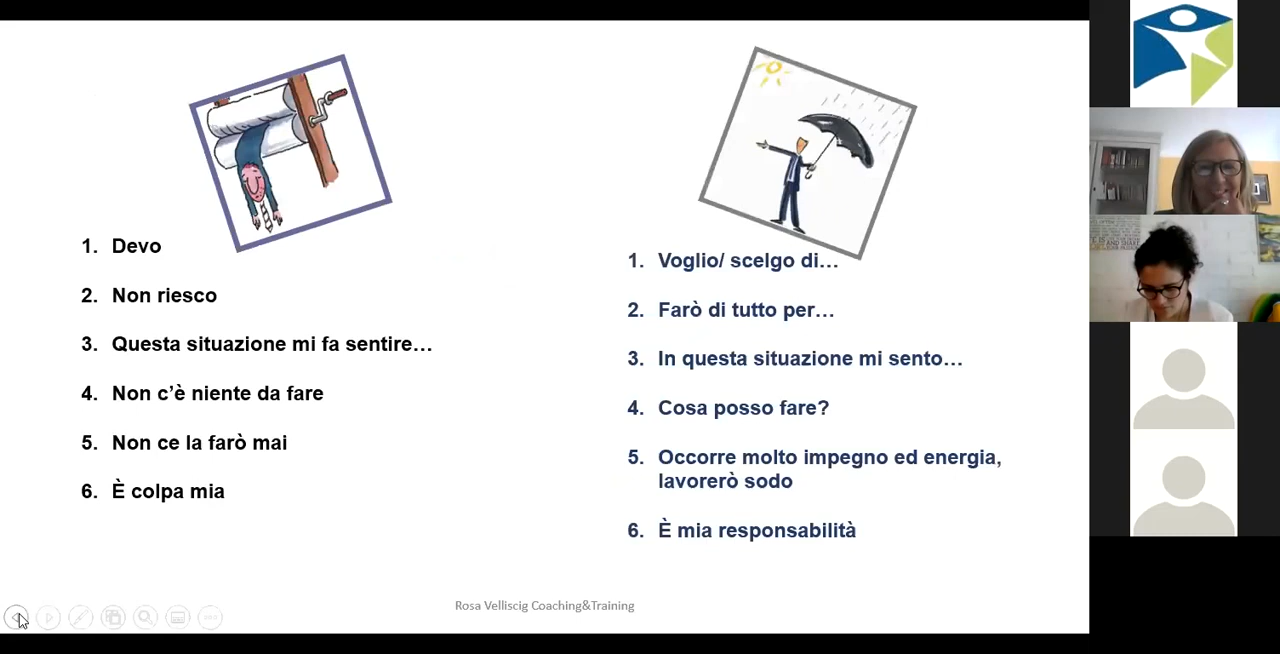 1. Devo
2. Non riesco
3. Questa situazione mi fa sentire…
4. Non c’è niente da fare
5. Non ce la farò mai
6. È colpa mia
1. Voglio/ scelgo di…
2. Farò di tutto per…
3. In questa situazione mi sento…
4. Cosa posso fare?
5. Occorre molto impegno ed energia,
lavorerò sodo
6. È mia responsabilità
Rosa Velliscig Coaching&Training